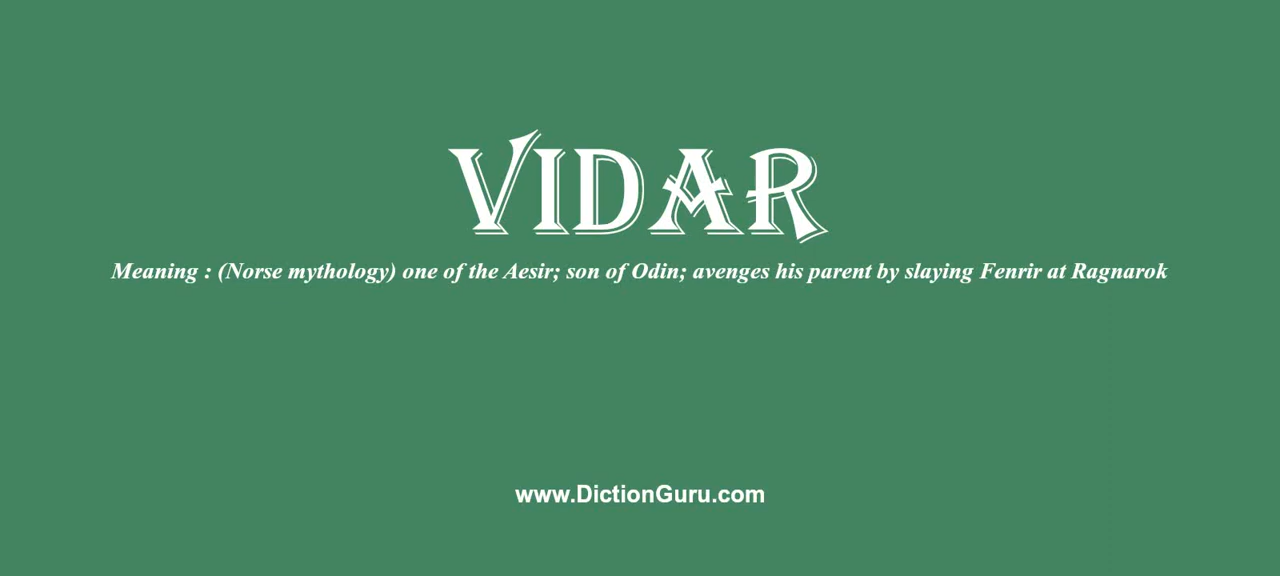 VIDAR
Meaning : (Norse mythology) one of the Aesir; son of Odin; avenges his parent by slaying Fenrir at Ragnarok
www.DictionGuru.com